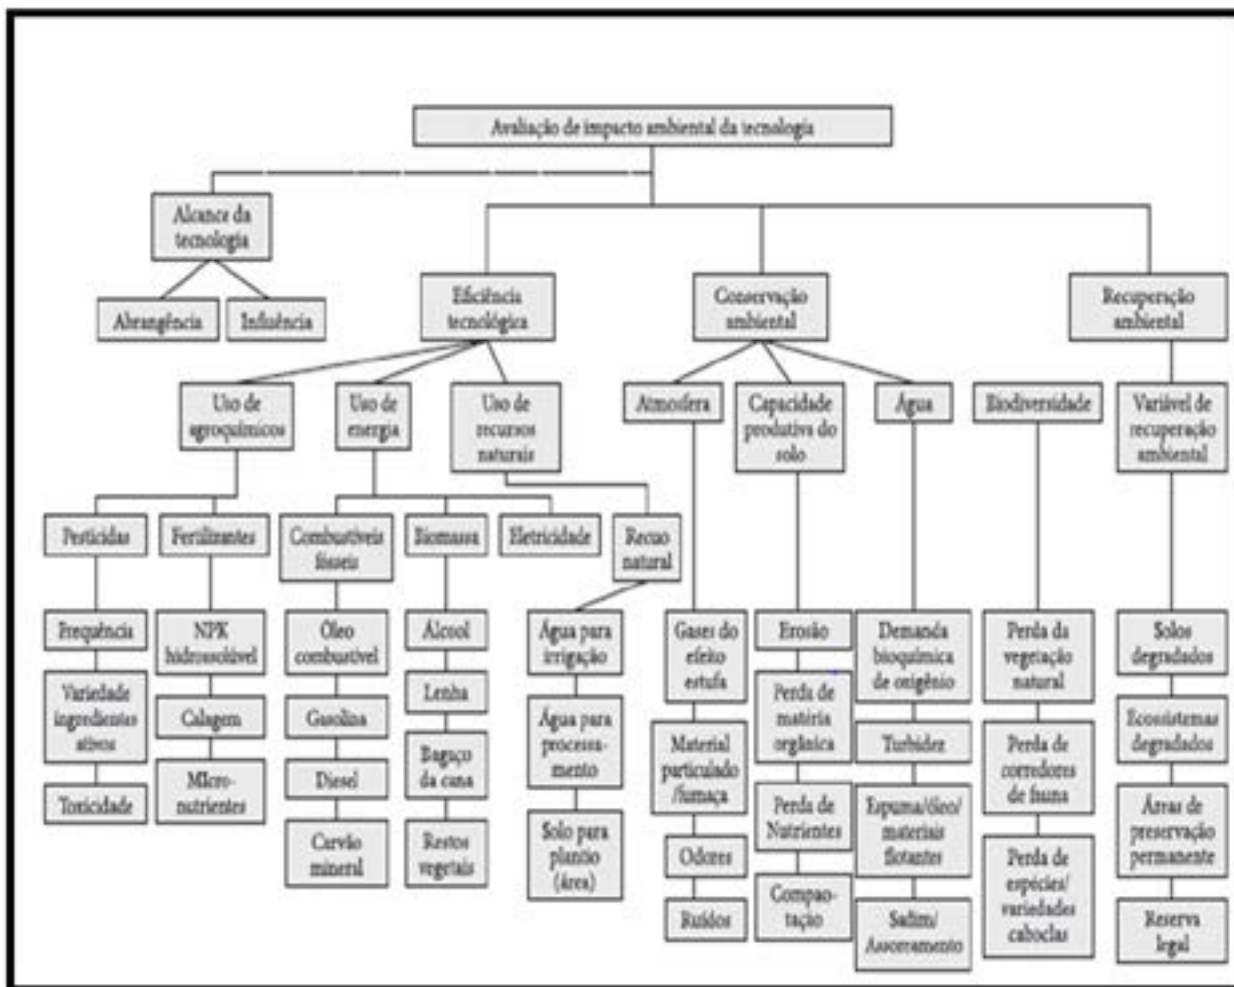 Avaliação de impacto ambiental da tecnologia
Alcance da
tecnologia
Abrangência
Influência
Eficiência
tecnológica
Conservação
ambiental
Recuperação
ambiental
Uso de
agroquímicos
Uso de
energia
Uso de
recursos
naturais
Atmosfera
Capacidade
produtiva do
solo
Água
Biodiversidade
Variável de
recuperação
ambiental
Pesticidas
Fertilizantes
Combustíveis
fósseis
Biomassa
Eletricidade
Recuo
natural
Frequência
Variedade
ingredientes
ativos
Toxicidade
NPK
hidrossolúvel
Calagem
MIcro-
nutrientes
Óleo
combustível
Gasoliza
Diesel
Carvão
mineral
Álcool
Lenha
Bagaço
da cana
Restos
vegetais
Água para
irrigação
Água para
processa-
mento
Solo para
plantio
(área)
Gases do
efeito
estufa
Material
particulado
/fumaça
Odores
Ruídos
Erosão
Perda de
matéria
orgânica
Perda de
Nutrientes
Compac-
tação
Demanda
bioquímica
de oxigênio
Turbidez
Espuma/óleo/
materiais
flotantes
Sadim/
Assoreamento
Perda da
vegetação
natural
Perda de
corredores
de fauna
Perda de
espécies/
variedades
caboclas
Solos
degradados
Ecossistemas
degradados
Áreas de
preservação
permanente
Reserva
legal